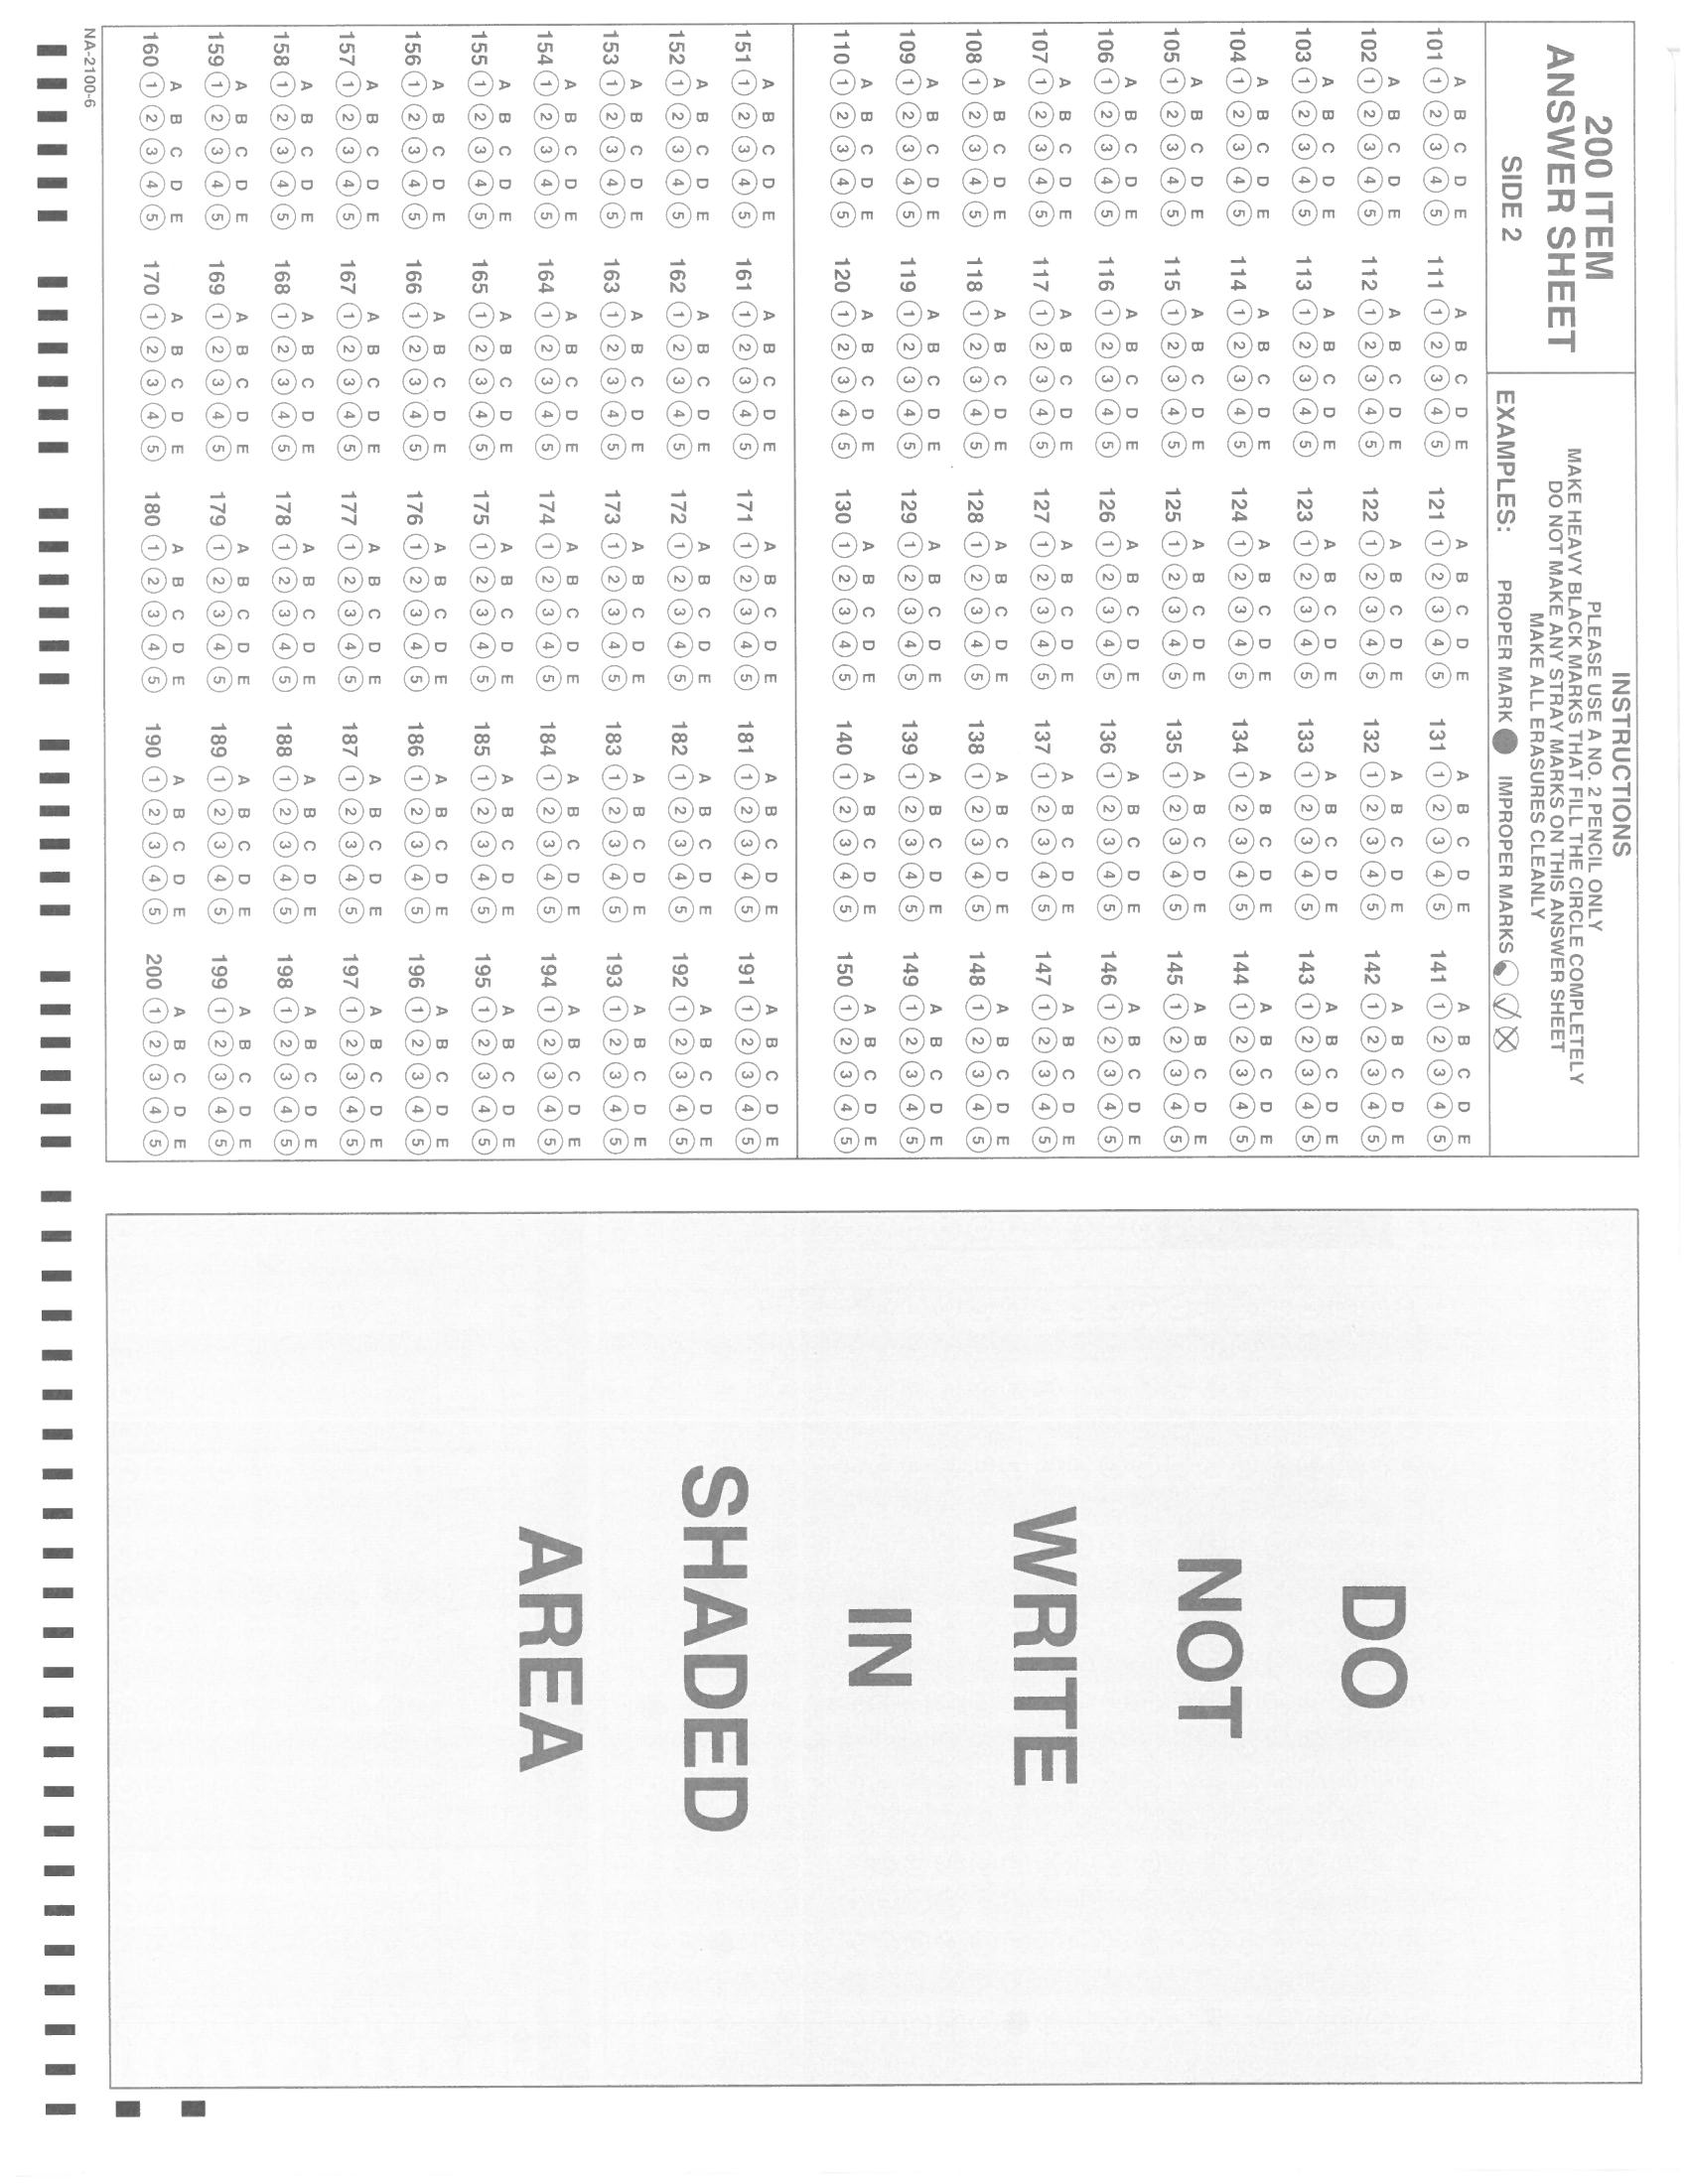 200 ITEM
ANSWER SHEET
SIDE 2
INSTRUCTIONS
PLEASE USE A NO. 2 PENCIL ONLY
MAKE HEAVY BLACK MARKS THAT FILL THE CIRCLE COMPLETELY
DO NOT MAKE ANY STRAY MARKS ON THIS ANSWER SHEET
MAKE ALL ERASURES CLEANLY
EXAMPLES: PROPER MARK IMPROPER MARKS
A B C D E A B C D E A B C D E A B C D E A B C D E
101 1 2 3 4 5 111 1 2 3 4 5 121 1 2 3 4 5 131 1 2 3 4 5 141 1 2 3 4 5
A B C D E A B C D E A B C D E A B C D E A B C D E
102 1 2 3 4 5 112 1 2 3 4 5 122 1 2 3 4 5 132 1 2 3 4 5 142 1 2 3 4 5
A B C D E A B C D E A B C D E A B C D E A B C D E
103 1 2 3 4 5 113 1 2 3 4 5 123 1 2 3 4 5 133 1 2 3 4 5 143 1 2 3 4 5
A B C D E A B C D E A B C D E A B C D E A B C D E
104 1 2 3 4 5 114 1 2 3 4 5 124 1 2 3 4 5 134 1 2 3 4 5 144 1 2 3 4 5
A B C D E A B C D E A B C D E A B C D E A B C D E
105 1 2 3 4 5 115 1 2 3 4 5 125 1 2 3 4 5 135 1 2 3 4 5 145 1 2 3 4 5
A B C D E A B C D E A B C D E A B C D E A B C D E
106 1 2 3 4 5 116 1 2 3 4 5 126 1 2 3 4 5 136 1 2 3 4 5 146 1 2 3 4 5
A B C D E A B C D E A B C D E A B C D E A B C D E
107 1 2 3 4 5 117 1 2 3 4 5 127 1 2 3 4 5 137 1 2 3 4 5 147 1 2 3 4 5
A B C D E A B C D E A B C D E A B C D E A B C D E
108 1 2 3 4 5 118 1 2 3 4 5 128 1 2 3 4 5 138 1 2 3 4 5 148 1 2 3 4 5
A B C D E A B C D E A B C D E A B C D E A B C D E
109 1 2 3 4 5 119 1 2 3 4 5 129 1 2 3 4 5 139 1 2 3 4 5 149 1 2 3 4 5
A B C D E A B C D E A B C D E A B C D E A B C D E
110 1 2 3 4 5 120 1 2 3 4 5 130 1 2 3 4 5 140 1 2 3 4 5 150 1 2 3 4 5
A B C D E A B C D E A B C D E A B C D E A B C D E
151 1 2 3 4 5 161 1 2 3 4 5 171 1 2 3 4 5 181 1 2 3 4 5 191 1 2 3 4 5
A B C D E A B C D E A B C D E A B C D E A B C D E
152 1 2 3 4 5 162 1 2 3 4 5 172 1 2 3 4 5 182 1 2 3 4 5 192 1 2 3 4 5
A B C D E A B C D E A B C D E A B C D E A B C D E
153 1 2 3 4 5 163 1 2 3 4 5 173 1 2 3 4 5 183 1 2 3 4 5 193 1 2 3 4 5
A B C D E A B C D E A B C D E A B C D E A B C D E
154 1 2 3 4 5 164 1 2 3 4 5 174 1 2 3 4 5 184 1 2 3 4 5 194 1 2 3 4 5
A B C D E A B C D E A B C D E A B C D E A B C D E
155 1 2 3 4 5 165 1 2 3 4 5 175 1 2 3 4 5 185 1 2 3 4 5 195 1 2 3 4 5
A B C D E A B C D E A B C D E A B C D E A B C D E
156 1 2 3 4 5 166 1 2 3 4 5 176 1 2 3 4 5 186 1 2 3 4 5 196 1 2 3 4 5
A B C D E A B C D E A B C D E A B C D E A B C D E
157 1 2 3 4 5 167 1 2 3 4 5 177 1 2 3 4 5 187 1 2 3 4 5 197 1 2 3 4 5
A B C D E A B C D E A B C D E A B C D E A B C D E
158 1 2 3 4 5 168 1 2 3 4 5 178 1 2 3 4 5 188 1 2 3 4 5 198 1 2 3 4 5
A B C D E A B C D E A B C D E A B C D E A B C D E
159 1 2 3 4 5 169 1 2 3 4 5 179 1 2 3 4 5 189 1 2 3 4 5 199 1 2 3 4 5
A B C D E A B C D E A B C D E A B C D E A B C D E
160 1 2 3 4 5 170 1 2 3 4 5 180 1 2 3 4 5 190 1 2 3 4 5 200 1 2 3 4 5
NA-2100-6
DO
NOT
WRITE
IN
SHADED
AREA